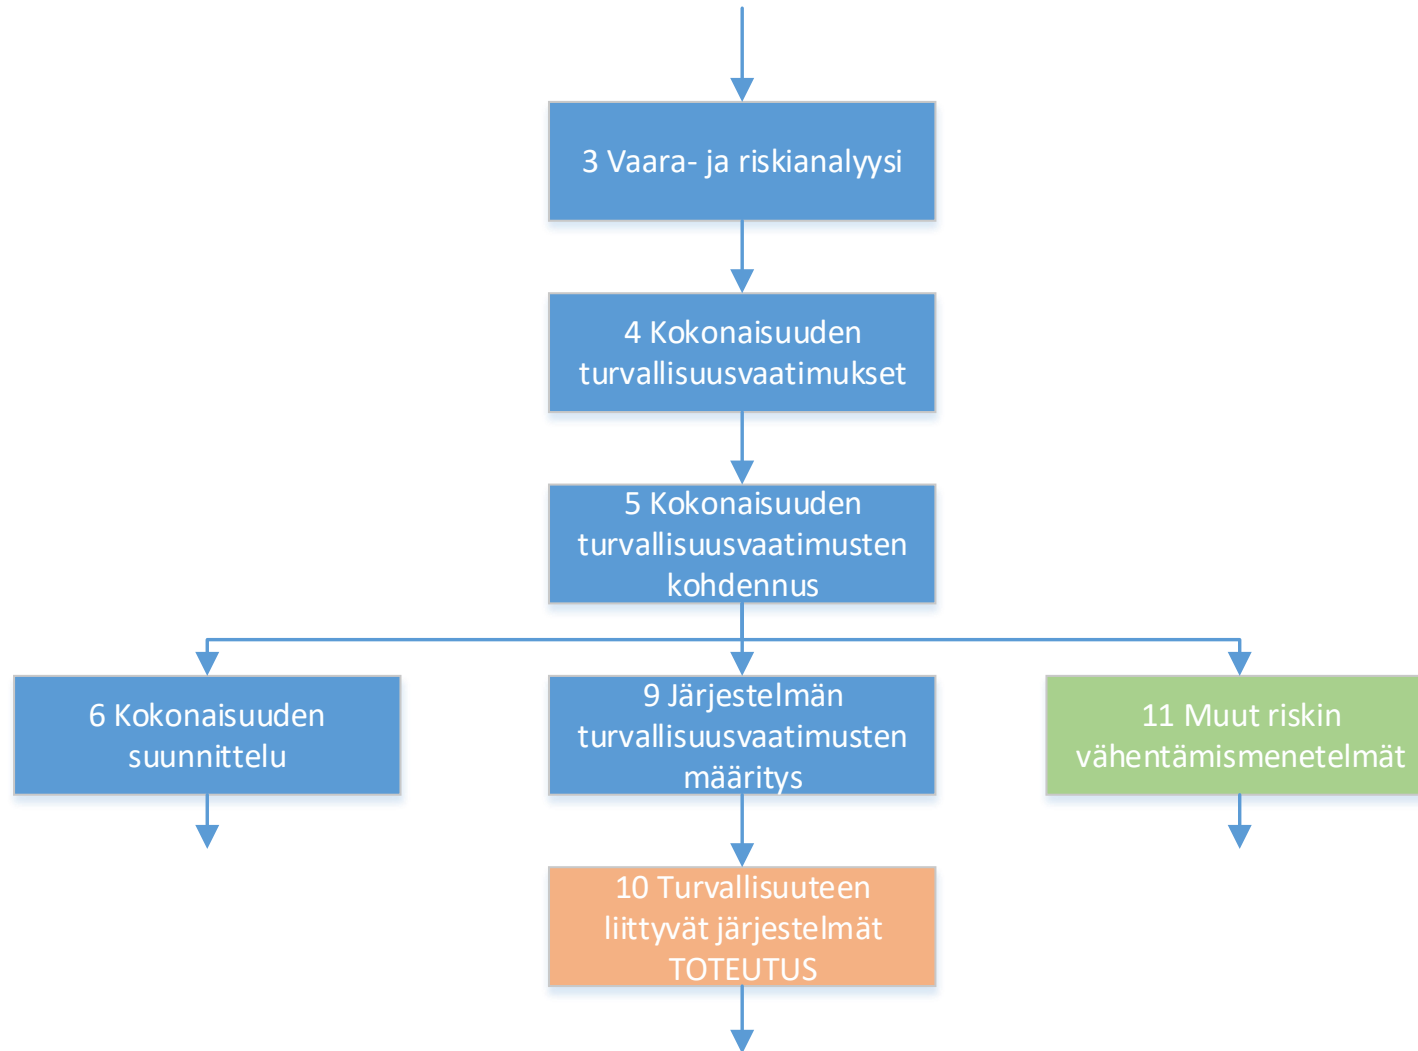 3 Vaara- ja riskianalyysi
4 Kokonaisuuden
turvallisuusvaatimukset
5 Kokonaisuuden
turvallisuusvaatimusten
kohdennus
6 Kokonaisuuden
suunnittelu
9 Järjestelmän
turvallisuusvaatimusten
määritys
11 Muut riskin
vähentämismenetelmät
10 Turvallisuuteen
liittyvät järjestelmät
TOTEUTUS